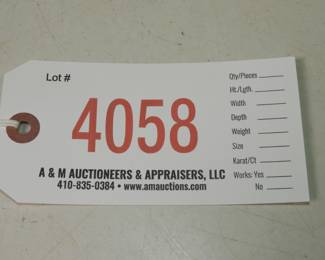 Lot #
4058
A & M AUCTIONEERS & APPRAISERS, LLC
410-835-0384 • www.amauctions.com
Qty/Pieces
Ht./Lgth.
Width
Depth
Weight
Size
Karat/Ct
Works: Yes
No